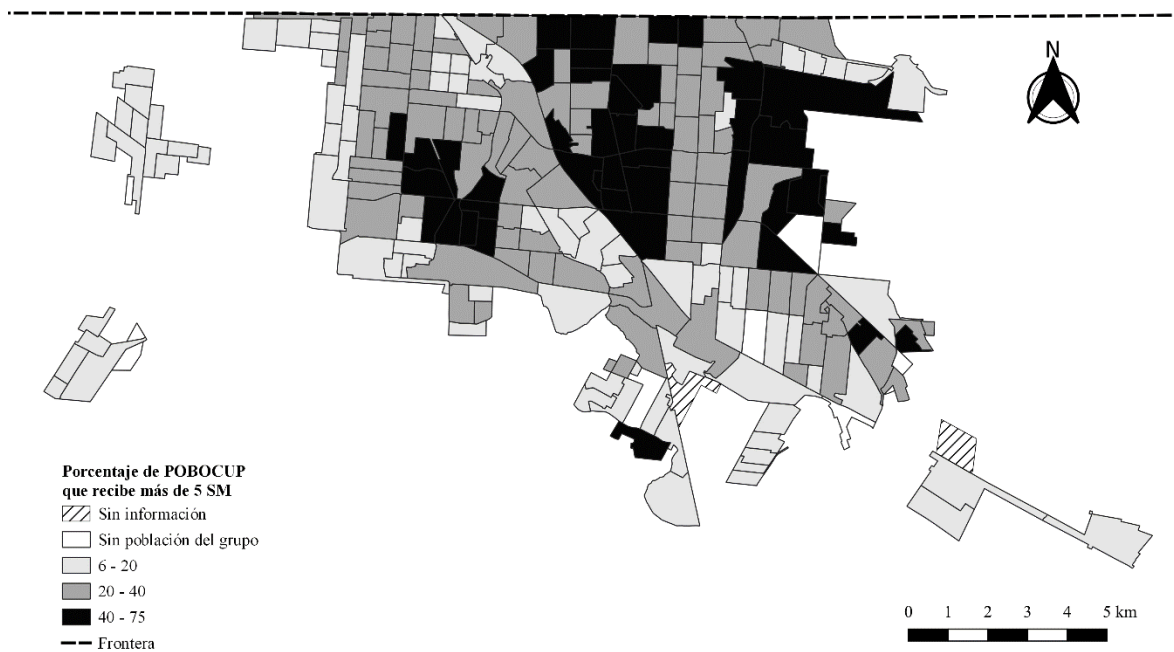 N
Porcentaje de POBOCUP
que recibe más de 5 SM
Sin información
Sin población del grupo
6 - 20
20 - 40
40 - 75
Frontera
0 1 2 3 4 5 km